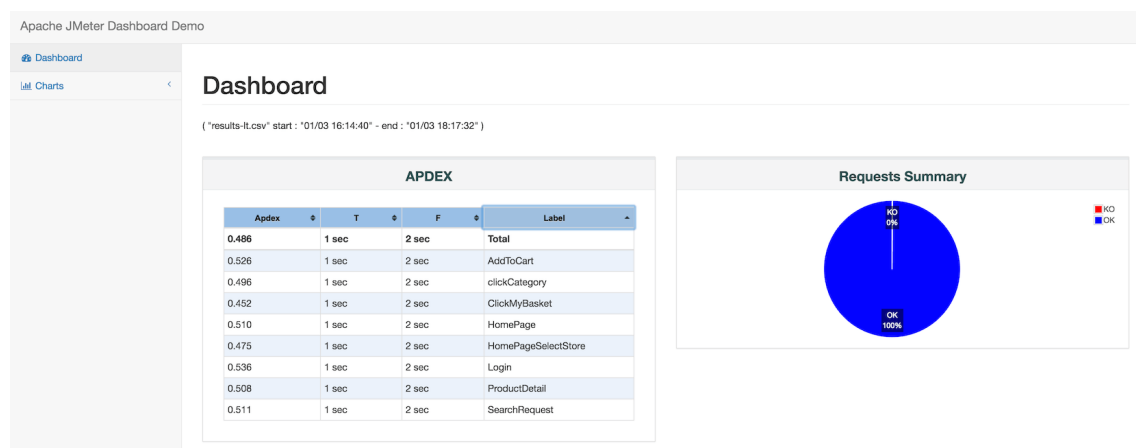 Apache JMeter Dashboard Demo
Dashboard
Charts
Dashboard
( "results-lt.csv" start : "01/03 16:14:40" - end : "01/03 18:17:32" )
APDEX
Apdex T F Label
0.486 1 sec 2 sec Total
0.526 1 sec 2 sec AddToCart
0.496 1 sec 2 sec clickCategory
0.452 1 sec 2 sec ClickMyBasket
0.510 1 sec 2 sec HomePage
0.475 1 sec 2 sec HomePageSelectStore
0.536 1 sec 2 sec Login
0.508 1 sec 2 sec ProductDetail
0.511 1 sec 2 sec SearchRequest
Requests Summary
KO
0%
OK
100%
KO
OK